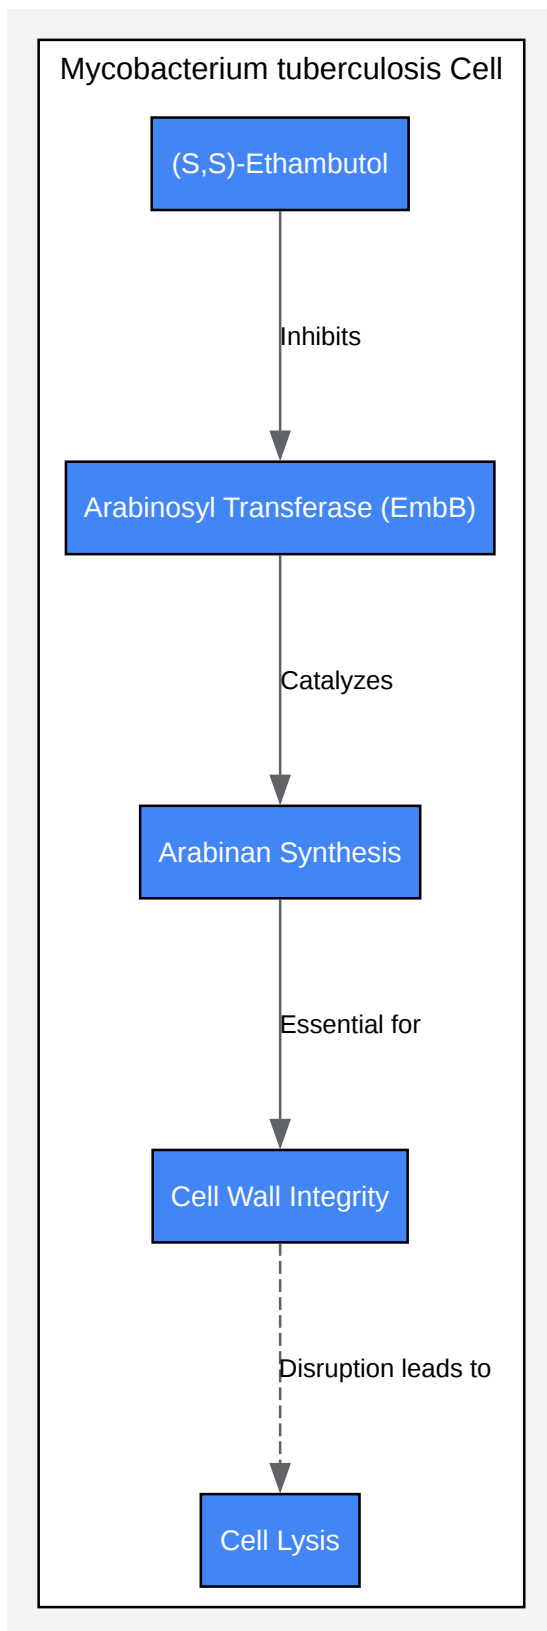 Mycobacterium tuberculosis Cell
(S,S)-Ethambutol
Inhibits
Arabinosyl Transferase (EmbB)
Catalyzes
Arabinan Synthesis
Essential for
Cell Wall Integrity
Disruption leads to
Cell Lysis